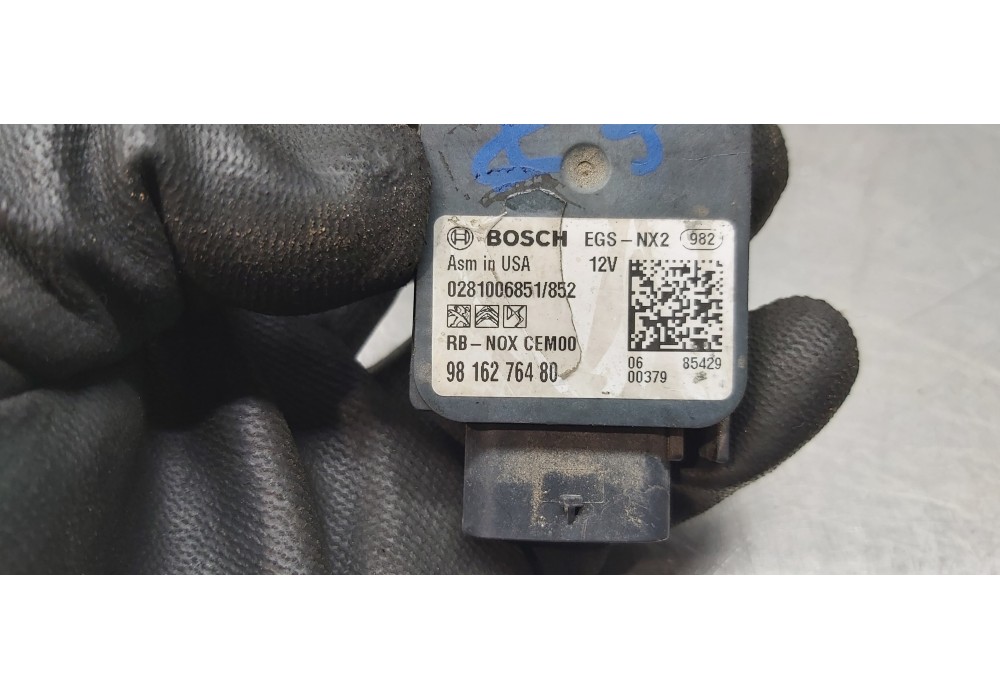 BOSCH EGS-NX2 982
Asm in USA 12V
0281006851/852
RB-NOX CEM00
98 162 764 80
06 85429
00379